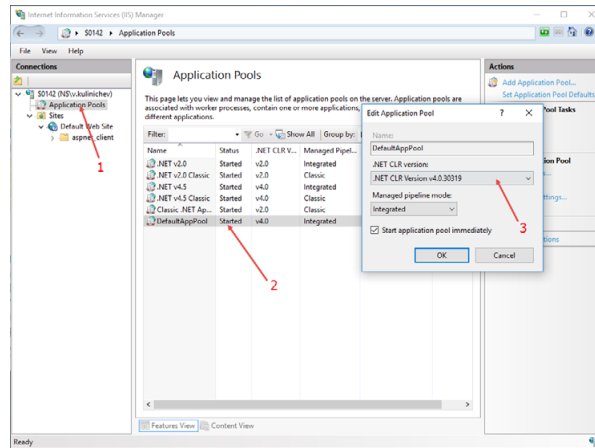 Internet Information Services (IIS) Manager
S0142
Application Pools
File View Help
Connections
S0142 (NS\v.kulinichev)
Application Pools
Sites
Default Web Site
aspnet_client
1
Application Pools
This page lets you view and manage the list of application pools on the server. Application pools are
associated with worker processes, contain one or more applications,
different applications.
Filter: Go Show All Group by:
Name Status .NET CLR V... Managed Pipel...
.NET v2.0 Started v2.0 Integrated
.NET v2.0 Classic Started v2.0 Classic
.NET v4.5 Started v4.0 Integrated
.NET v4.5 Classic Started v4.0 Classic
Classic .NET Ap... Started v2.0 Classic
DefaultAppPool Started v4.0 Integrated
2
Features View Content View
Ready
Edit Application Pool ?
Name:
DefaultAppPool
.NET CLR version:
.NET CLR Version v4.0.30319
Managed pipeline mode:
Integrated
Start application pool immediately
OK Cancel
3
Actions
Add Application Pool...
Set Application Pool Defaults
Pool Tasks
ion Pool
ttings...
tions